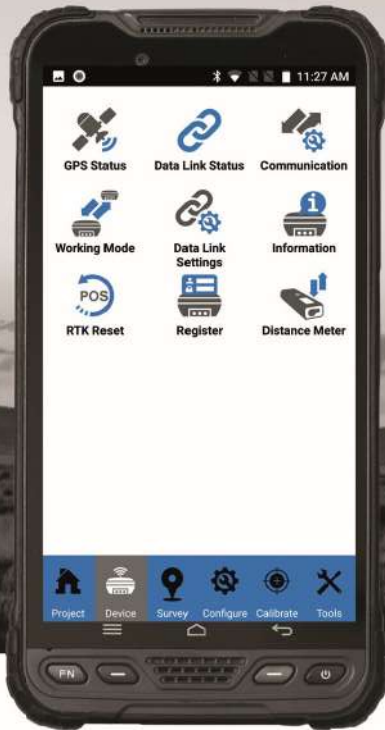 11:27 AM
GPS Status
Data Link Status
Communication
Working Mode
Data Link
Settings
Information
POS
RTK Reset
Register
Distance Meter
Project
Device
Survey
Configure
Calibrate
Tools
FN